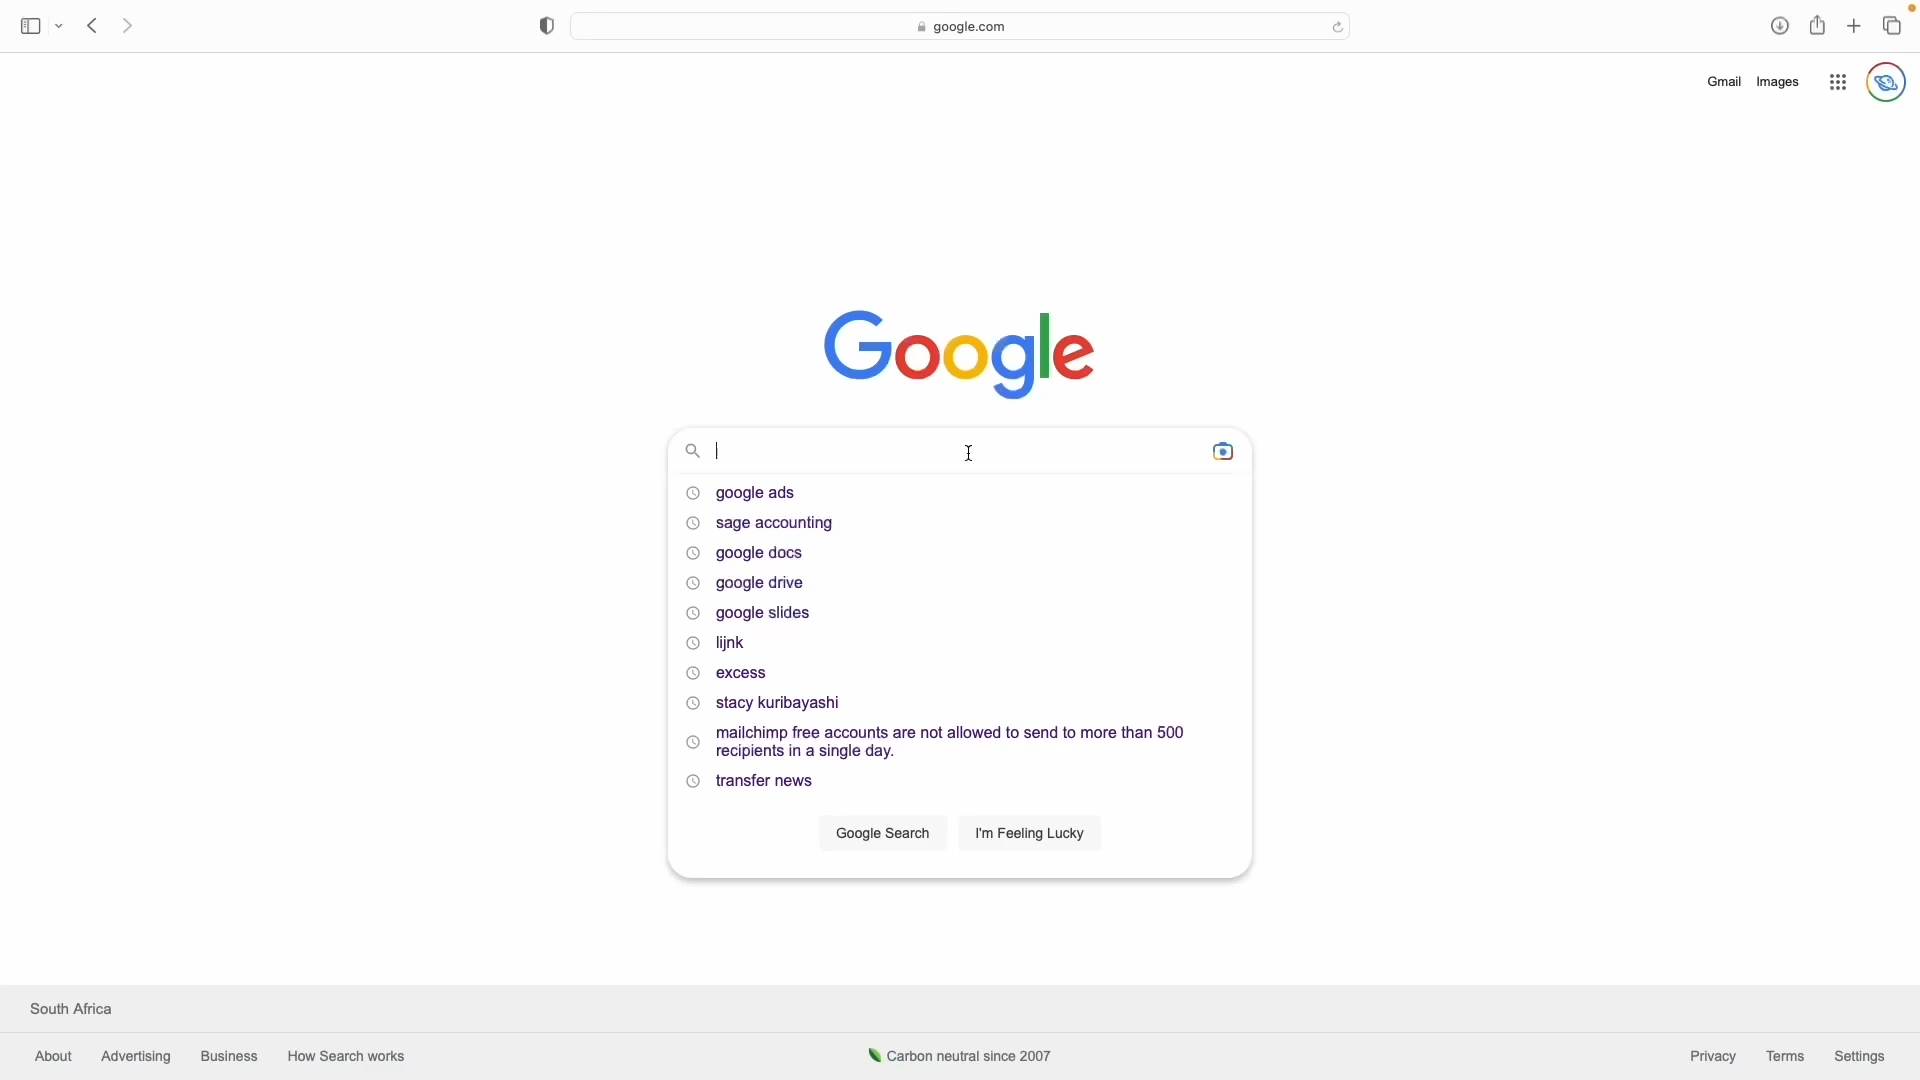 google.com
Gmail Images
Google
google ads
sage accounting
google docs
google drive
google slides
lijnk
excess
stacy kuribayashi
mailchimp free accounts are not allowed to send to more than 500
recipients in a single day.
transfer news
Google Search I'm Feeling Lucky
South Africa
About Advertising Business How Search works Carbon neutral since 2007 Privacy Terms Settings